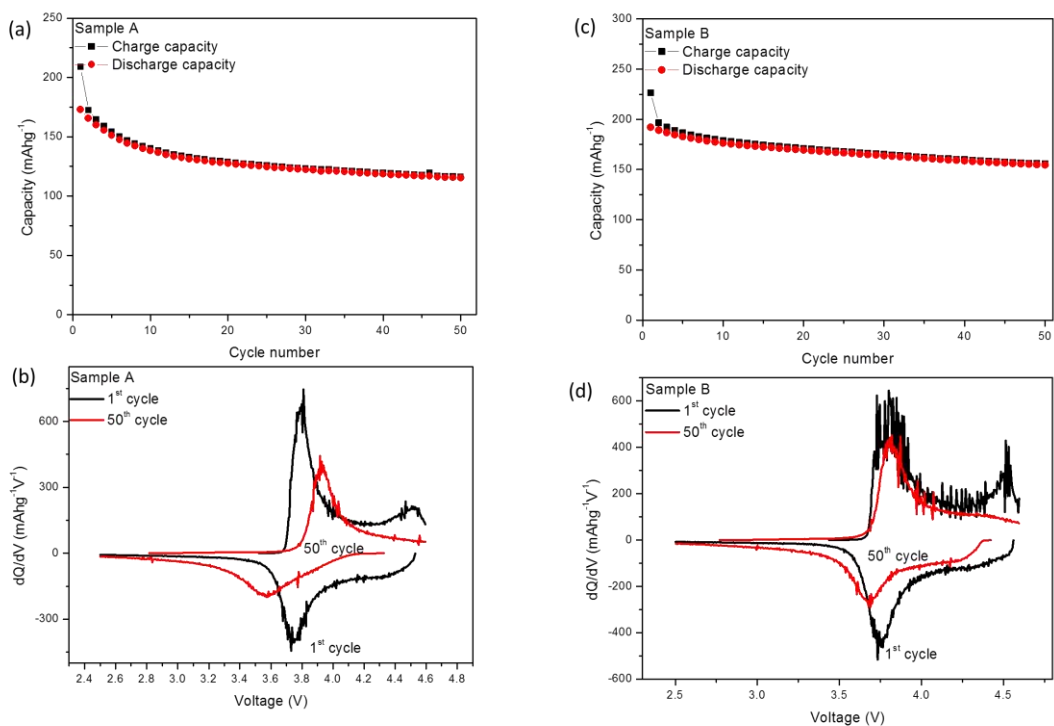 (a)
Sample A
Charge capacity
Discharge capacity
250
200
150
100
50
0
Capacity (mAhg⁻¹)
0 10 20 30 40 50
Cycle number
(c)
Sample B
Charge capacity
Discharge capacity
300
250
200
150
100
50
0
Capacity (mAhg⁻¹)
0 10 20 30 40 50
Cycle number
(b)
Sample A
1st cycle
50th cycle
600
300
0
-300
dQ/dV (mAhg⁻¹V⁻¹)
50th cycle
1st cycle
2.4 2.6 2.8 3.0 3.2 3.4 3.6 3.8 4.0 4.2 4.4 4.6 4.8
Voltage (V)
(d)
Sample B
1st cycle
50th cycle
600
400
200
0
-200
-400
-600
dQ/dV (mAhg⁻¹V⁻¹)
50th cycle
1st cycle
2.5 3.0 3.5 4.0 4.5
Voltage (V)